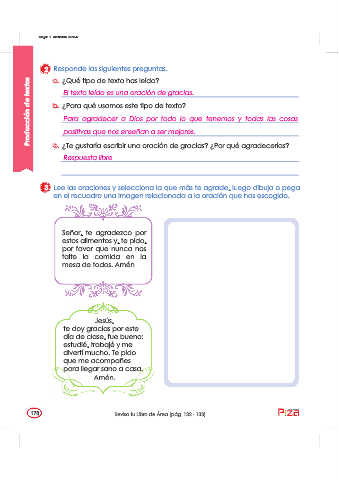 Producción de textos
2 Responde las siguientes preguntas.
a. ¿Qué tipo de texto has leído?
El texto leído es una oración de gracias.
b. ¿Para qué usamos este tipo de texto?
Para agradecer a Dios por todo lo que tenemos y todas las cosas
positivas que nos enseñan a ser mejores.
c. ¿Te gustaría escribir una oración de gracias? ¿Por qué agradecerías?
Respuesta libre
3 Lee las oraciones y selecciona la que más te agrade, luego dibuja o pega
en el recuadro una imagen relacionada a la oración que has escogido.
Señor, te agradezco por
estos alimentos y, te pido,
por favor que nunca nos
falte la comida en la
mesa de todos. Amén
Jesús,
te doy gracias por este
día de clase, fue bueno:
estudié, trabajé y me
divertí mucho. Te pido
que me acompañes
para llegar sano a casa.
Amén.
178
Revisa tu Libro de Área (pág. 132 - 133)